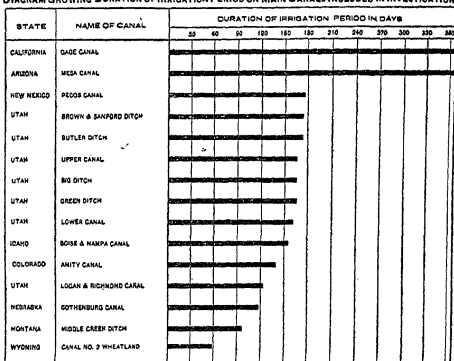 DIAGRAM SHOWING DURATION OF IRRIGATION PERIOD ON MAIN CANALS INCLUDED IN INVESTIGATION
STATE NAME OF CANAL DURATION OF IRRIGATION PERIOD IN DAYS
30 60 90 120 150 180 210 240 270 300 330 365
CALIFORNIA GAGE CANAL
ARIZONA MESA CANAL
NEW MEXICO PECOS CANAL
UTAH BROWN & SANFORD DITCH
UTAH BUTLER DITCH
UTAH UPPER CANAL
UTAH BIG DITCH
UTAH GREEN DITCH
UTAH LOWER CANAL
IDAHO BOISE & NAMPA CANAL
COLORADO AMITY CANAL
UTAH LOGAN & RICHMOND CANAL
NEBRASKA GOTHENBURG CANAL
MONTANA MIDDLE CREEK DITCH
WYOMING CANAL NO. 2 WHEATLAND